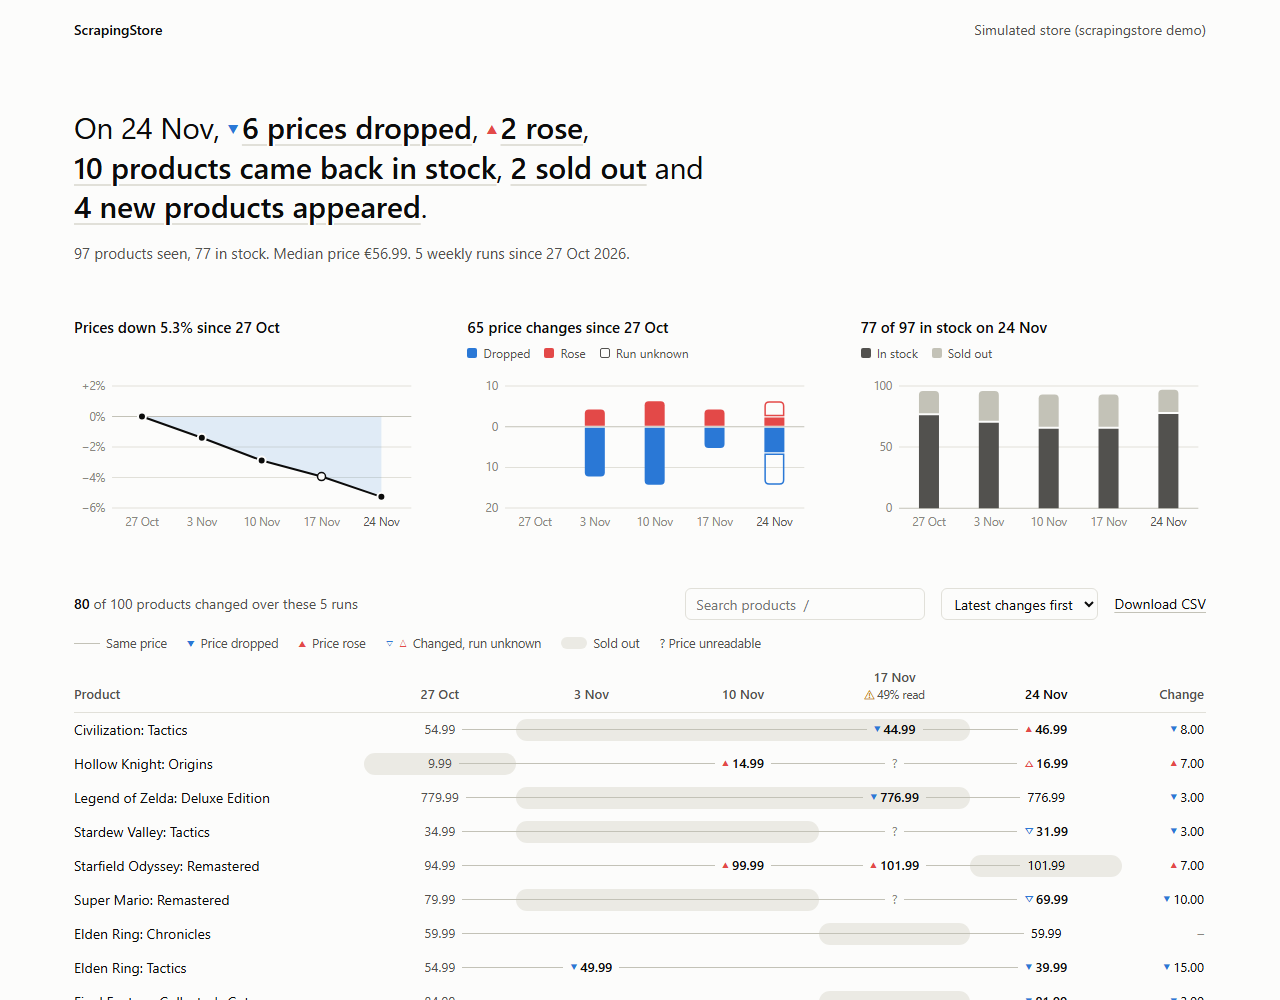 ScrapingStore
Simulated store (scrapingstore demo)
On 24 Nov, ▼6 prices dropped, ▲2 rose,
10 products came back in stock, 2 sold out and
4 new products appeared.
97 products seen, 77 in stock. Median price €56.99. 5 weekly runs since 27 Oct 2026.
Prices down 5.3% since 27 Oct
+2%
0%
−2%
−4%
−6%
27 Oct 3 Nov 10 Nov 17 Nov 24 Nov
65 price changes since 27 Oct
Dropped Rose Run unknown
10
0
10
20
27 Oct 3 Nov 10 Nov 17 Nov 24 Nov
77 of 97 in stock on 24 Nov
In stock Sold out
100
50
0
27 Oct 3 Nov 10 Nov 17 Nov 24 Nov
80 of 100 products changed over these 5 runs
Search products /
Latest changes first
Download CSV
Same price ▼ Price dropped ▲ Price rose ▽ △ Changed, run unknown Sold out ? Price unreadable
Product 27 Oct 3 Nov 10 Nov 17 Nov ⚠ 49% read 24 Nov Change
Civilization: Tactics 54.99 ▼44.99 ▲46.99 ▼8.00
Hollow Knight: Origins 9.99 ▲14.99 ? △16.99 ▲7.00
Legend of Zelda: Deluxe Edition 779.99 ▼776.99 776.99 ▼3.00
Stardew Valley: Tactics 34.99 ? ▽31.99 ▼3.00
Starfield Odyssey: Remastered 94.99 ▲99.99 ▲101.99 101.99 ▲7.00
Super Mario: Remastered 79.99 ? ▽69.99 ▼10.00
Elden Ring: Chronicles 59.99 59.99 –
Elden Ring: Tactics 54.99 ▼49.99 ▼39.99 ▼15.00